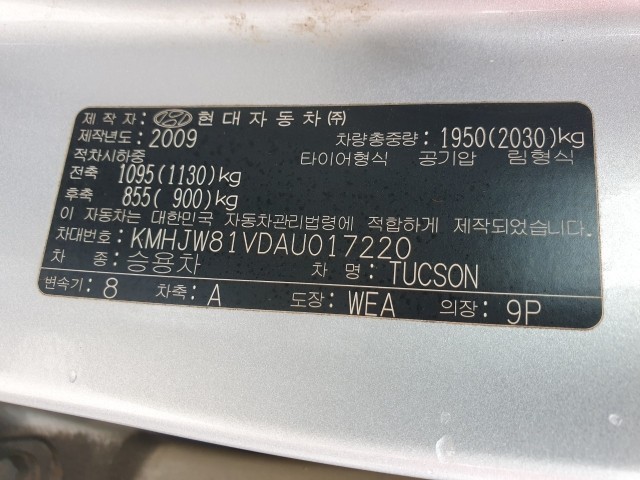 제 작 자: 현대자동차(주)
제작년도: 2009 차량총중량: 1950(2030)kg
적차시하중 타이어형식 공기압 림형식
전축 1095(1130)kg
후축 855( 900)kg
이 자동차는 대한민국 자동차관리법령에 적합하게 제작되었습니다.
차대번호: KMHJW81VDAU017220
차 종: 승용차 차 명: TUCSON
변속기: 8 차축: A 도장: WEA 의장: 9P